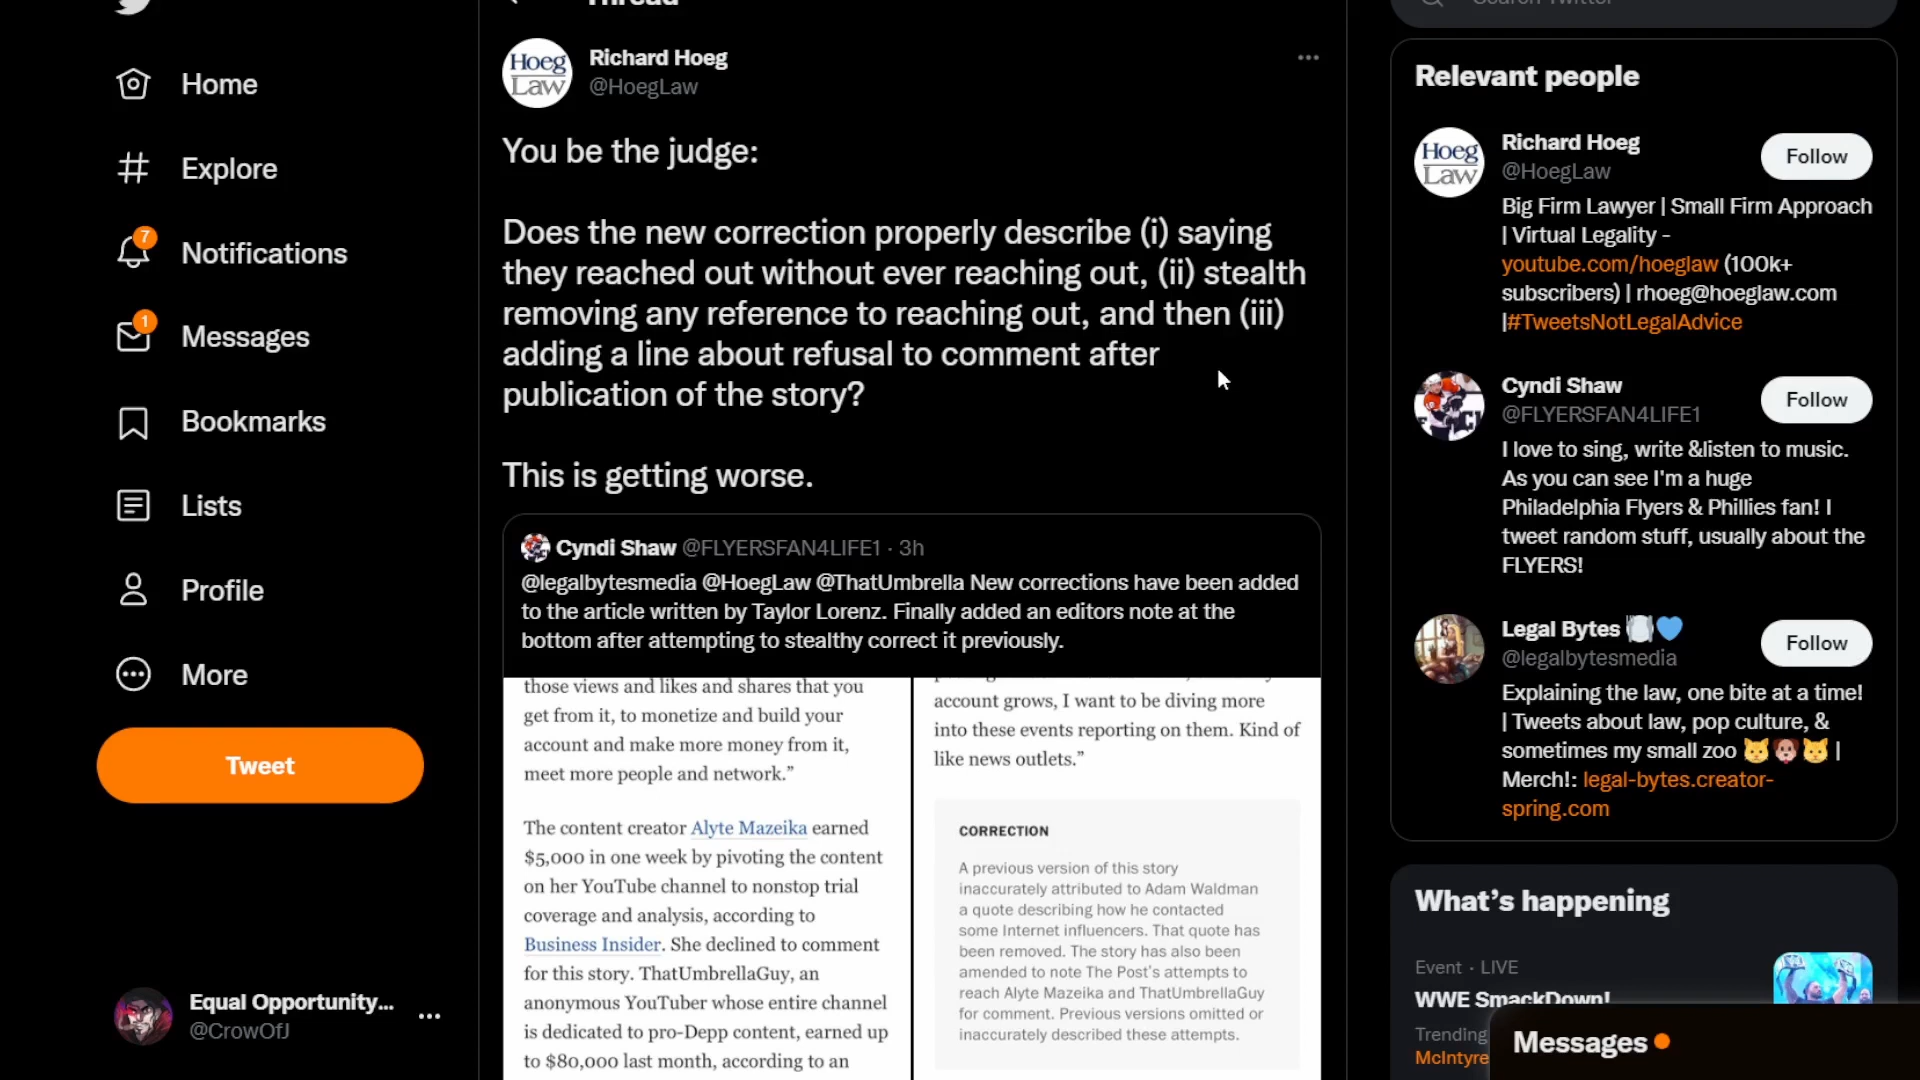 Home
Explore
7
Notifications
1
Messages
Bookmarks
Lists
Profile
More
Tweet
Equal Opportunity...
@CrowOfJ
Thread
Hoeg
Law
Richard Hoeg
@HoegLaw
You be the judge:
Does the new correction properly describe (i) saying
they reached out without ever reaching out, (ii) stealth
removing any reference to reaching out, and then (iii)
adding a line about refusal to comment after
publication of the story?
This is getting worse.
Cyndi Shaw @FLYERSFAN4LIFE1 · 3h
@legalbytesmedia @HoegLaw @ThatUmbrella New corrections have been added
to the article written by Taylor Lorenz. Finally added an editors note at the
bottom after attempting to stealthy correct it previously.
those views and likes and shares that you
get from it, to monetize and build your
account and make more money from it,
meet more people and network.”
The content creator Alyte Mazeika earned
$5,000 in one week by pivoting the content
on her YouTube channel to nonstop trial
coverage and analysis, according to
Business Insider. She declined to comment
for this story. ThatUmbrellaGuy, an
anonymous YouTuber whose entire channel
is dedicated to pro-Depp content, earned up
to $80,000 last month, according to an
account grows, I want to be diving more
into these events reporting on them. Kind of
like news outlets.”
CORRECTION
A previous version of this story
inaccurately attributed to Adam Waldman
a quote describing how he contacted
some Internet influencers. That quote has
been removed. The story has also been
amended to note The Post's attempts to
reach Alyte Mazeika and ThatUmbrellaGuy
for comment. Previous versions omitted or
inaccurately described these attempts.
Search Twitter
Relevant people
Hoeg
Law
Richard Hoeg
@HoegLaw
Follow
Big Firm Lawyer | Small Firm Approach
| Virtual Legality -
youtube.com/hoeglaw (100k+
subscribers) | rhoeg@hoeglaw.com
|#TweetsNotLegalAdvice
Cyndi Shaw
@FLYERSFAN4LIFE1
Follow
I love to sing, write &listen to music.
As you can see I'm a huge
Philadelphia Flyers & Phillies fan! I
tweet random stuff, usually about the
FLYERS!
Legal Bytes 🍽️💙
@legalbytesmedia
Follow
Explaining the law, one bite at a time!
| Tweets about law, pop culture, &
sometimes my small zoo 🐱🐶🐱 |
Merch!: legal-bytes.creator-
spring.com
What's happening
Event · LIVE
WWE SmackDown!
Trending
McIntyre
Messages